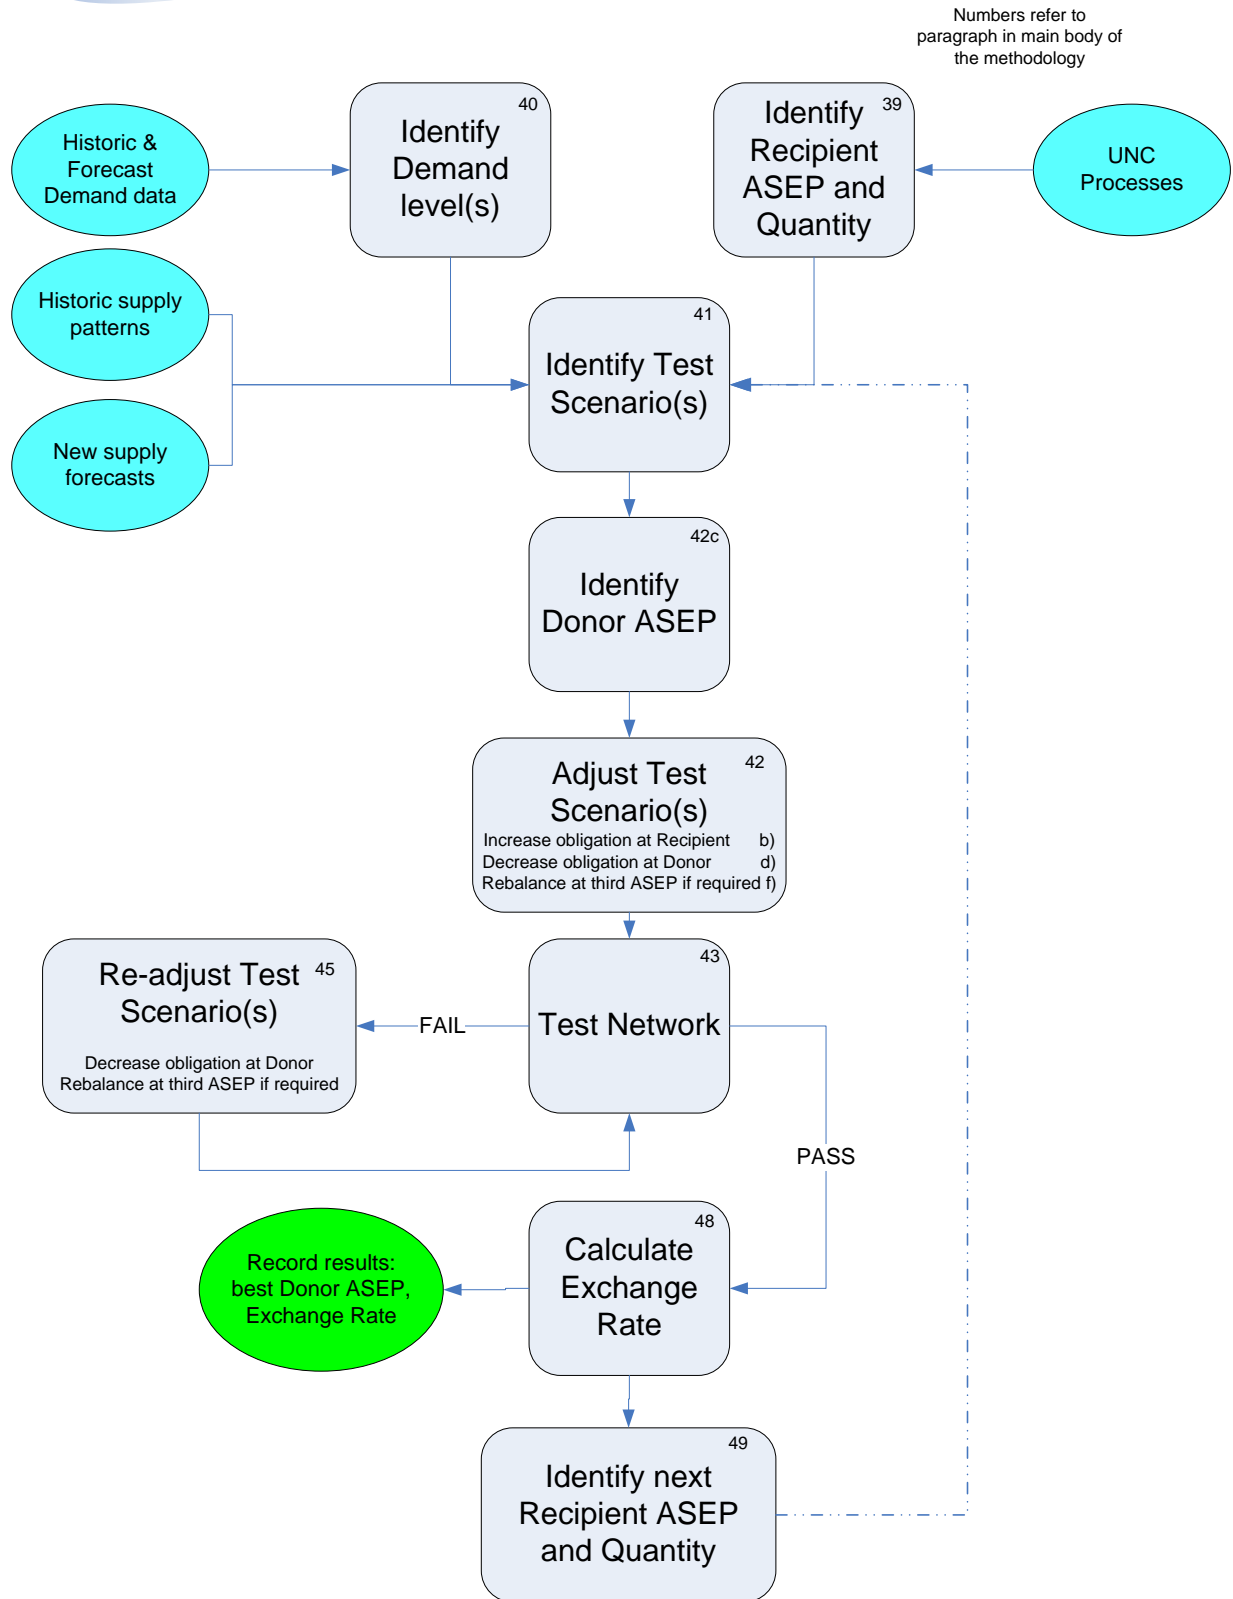 Numbers refer to
paragraph in main body of
the methodology
40
Identify
Demand
level(s)
39
Identify
Recipient
ASEP and
Quantity
Historic &
Forecast
Demand data
UNC
Processes
Historic supply
patterns
41
Identify Test
Scenario(s)
New supply
forecasts
42c
Identify
Donor ASEP
42
Adjust Test
Scenario(s)
Increase obligation at Recipient b)
Decrease obligation at Donor d)
Rebalance at third ASEP if required f)
45
Re-adjust Test
Scenario(s)
Decrease obligation at Donor
Rebalance at third ASEP if required
FAIL
43
Test Network
PASS
48
Calculate
Exchange
Rate
Record results:
best Donor ASEP,
Exchange Rate
49
Identify next
Recipient ASEP
and Quantity